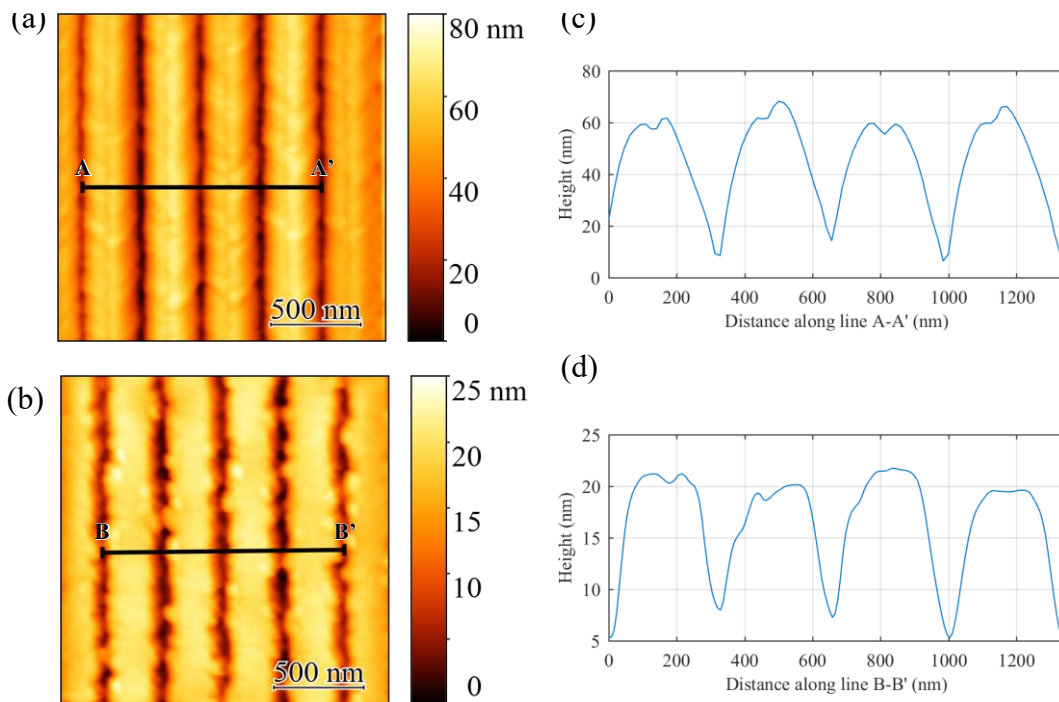 (a)
80 nm
60
40
20
0
A
A’
500 nm
(c)
80
60
40
20
0
0
200
400
600
800
1000
1200
Height (nm)
Distance along line A-A' (nm)
(b)
25 nm
20
15
10
5
0
B
B’
500 nm
(d)
25
20
15
10
5
0
200
400
600
800
1000
1200
Height (nm)
Distance along line B-B' (nm)